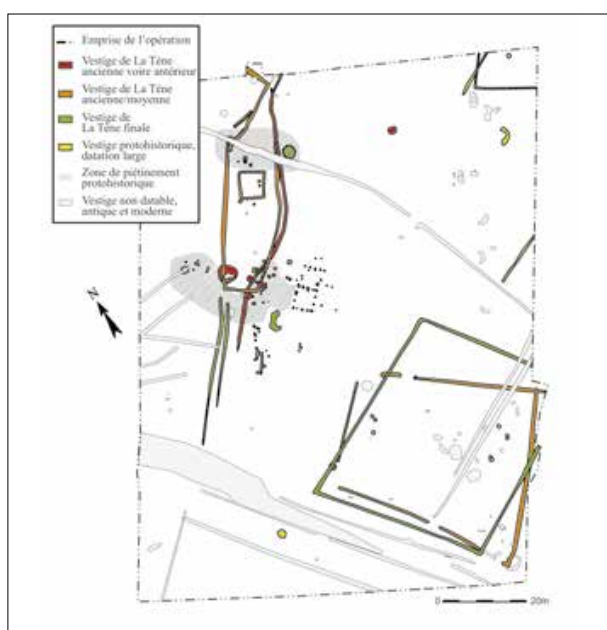 Emprise de l'opération
Vestige de La Tène
ancienne voire antérieur
Vestige de La Tène
ancienne/moyenne
Vestige de
La Tène finale
Vestige protohistorique,
datation large
Zone de piétinement
protohistorique
Vestige non datable,
antique et moderne
N
0 20m